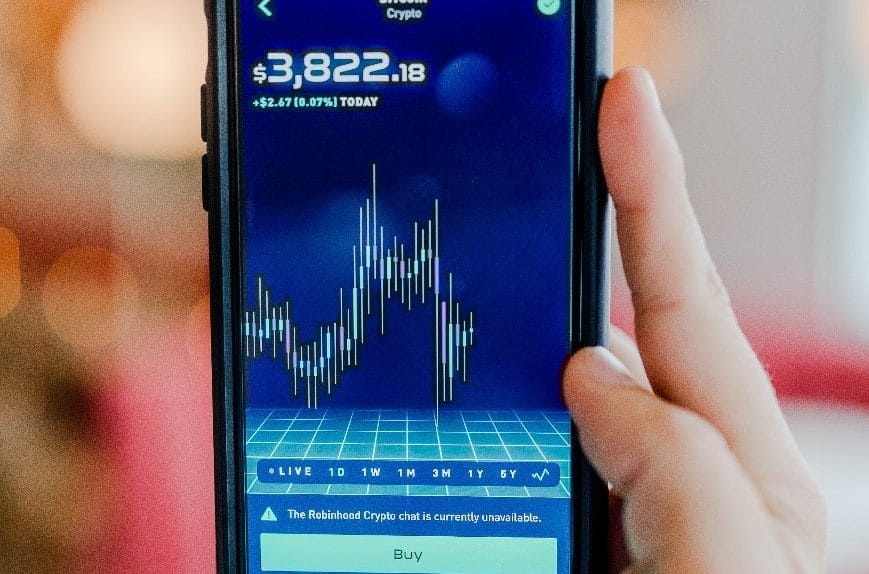 Crypto
$3,822.18
+$2.67 (0.07%) TODAY
LIVE 1D 1W 1M 3M 1Y 5Y
The Robinhood Crypto chat is currently unavailable.
Buy